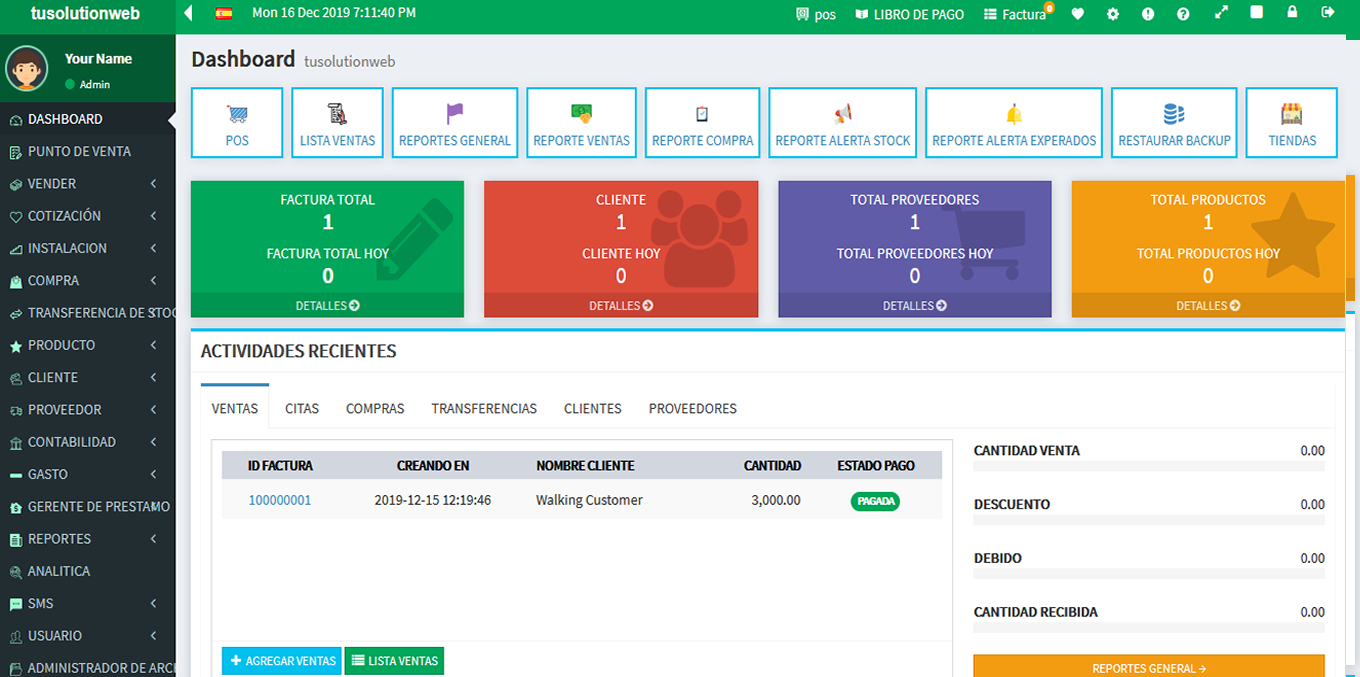 tusolutionweb
Mon 16 Dec 2019 7:11:40 PM
pos
LIBRO DE PAGO
Factura
0
Your Name
Admin
DASHBOARD
PUNTO DE VENTA
VENDER
COTIZACIÓN
INSTALACION
COMPRA
TRANSFERENCIA DE STOC
PRODUCTO
CLIENTE
PROVEEDOR
CONTABILIDAD
GASTO
GERENTE DE PRESTAMO
REPORTES
ANALITICA
SMS
USUARIO
ADMINISTRADOR DE ARCH
Dashboard tusolutionweb
POS
LISTA VENTAS
REPORTES GENERAL
REPORTE VENTAS
REPORTE COMPRA
REPORTE ALERTA STOCK
REPORTE ALERTA EXPERADOS
RESTAURAR BACKUP
TIENDAS
FACTURA TOTAL
1
FACTURA TOTAL HOY
0
DETALLES
CLIENTE
1
CLIENTE HOY
0
DETALLES
TOTAL PROVEEDORES
1
TOTAL PROVEEDORES HOY
0
DETALLES
TOTAL PRODUCTOS
1
TOTAL PRODUCTOS HOY
0
DETALLES
ACTIVIDADES RECIENTES
VENTAS CITAS COMPRAS TRANSFERENCIAS CLIENTES PROVEEDORES
ID FACTURA CREANDO EN NOMBRE CLIENTE CANTIDAD ESTADO PAGO
100000001 2019-12-15 12:19:46 Walking Customer 3,000.00 PAGADA
AGREGAR VENTAS LISTA VENTAS
CANTIDAD VENTA 0.00
DESCUENTO 0.00
DEBIDO 0.00
CANTIDAD RECIBIDA 0.00
REPORTES GENERAL